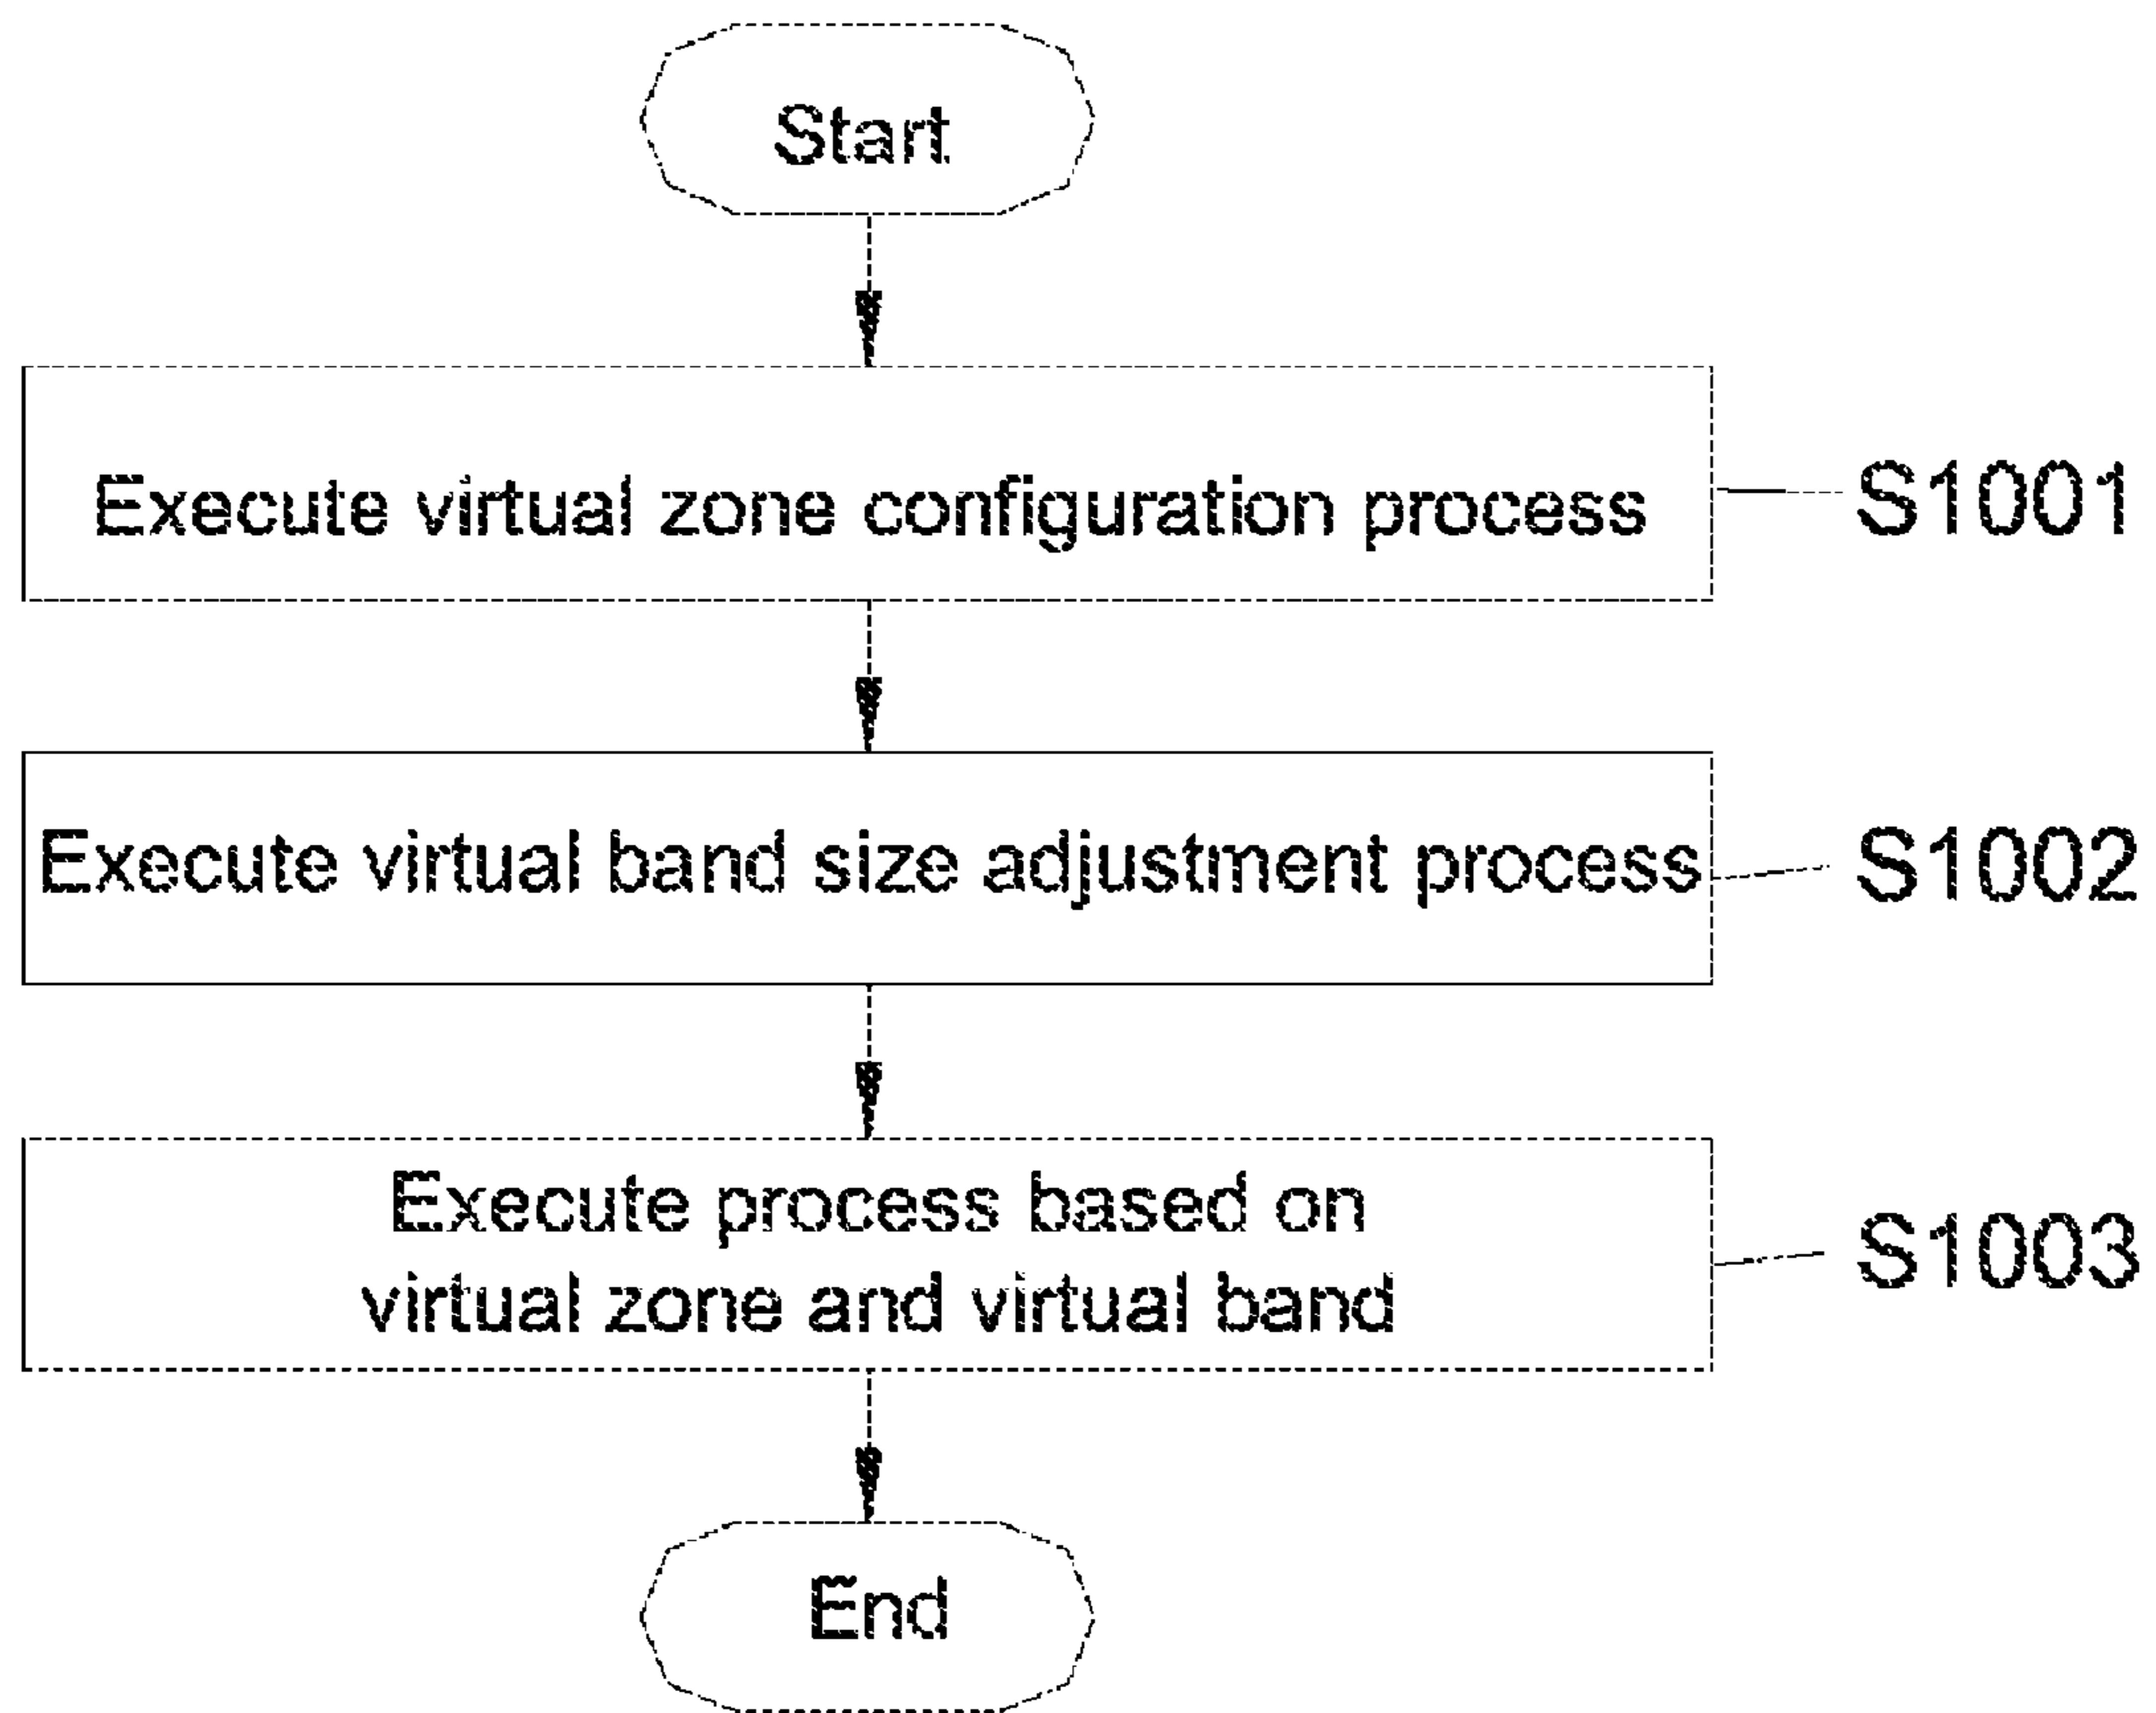 Start
Execute virtual zone configuration process
S1001
Execute virtual band size adjustment process
S1002
Execute process based on
virtual zone and virtual band
S1003
End